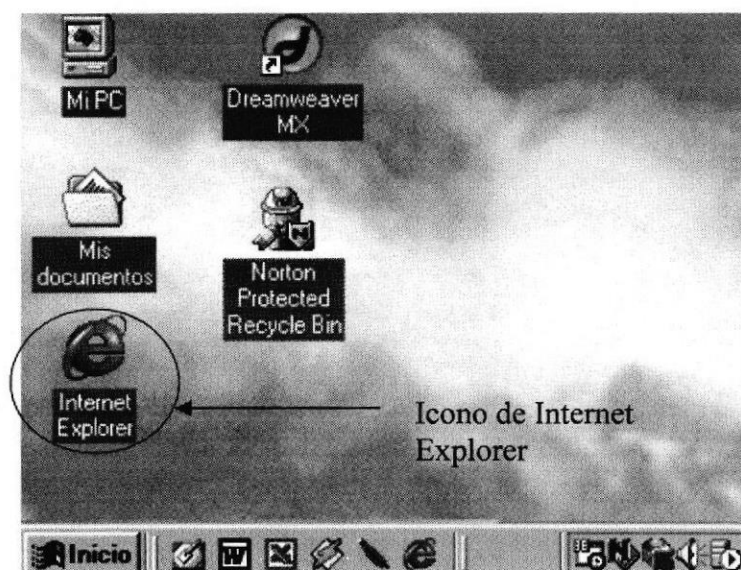 Mi PC
Dreamweaver
MX
Mis
documentos
Norton
Protected
Recycle Bin
Internet
Explorer
Icono de Internet
Explorer
Inicio